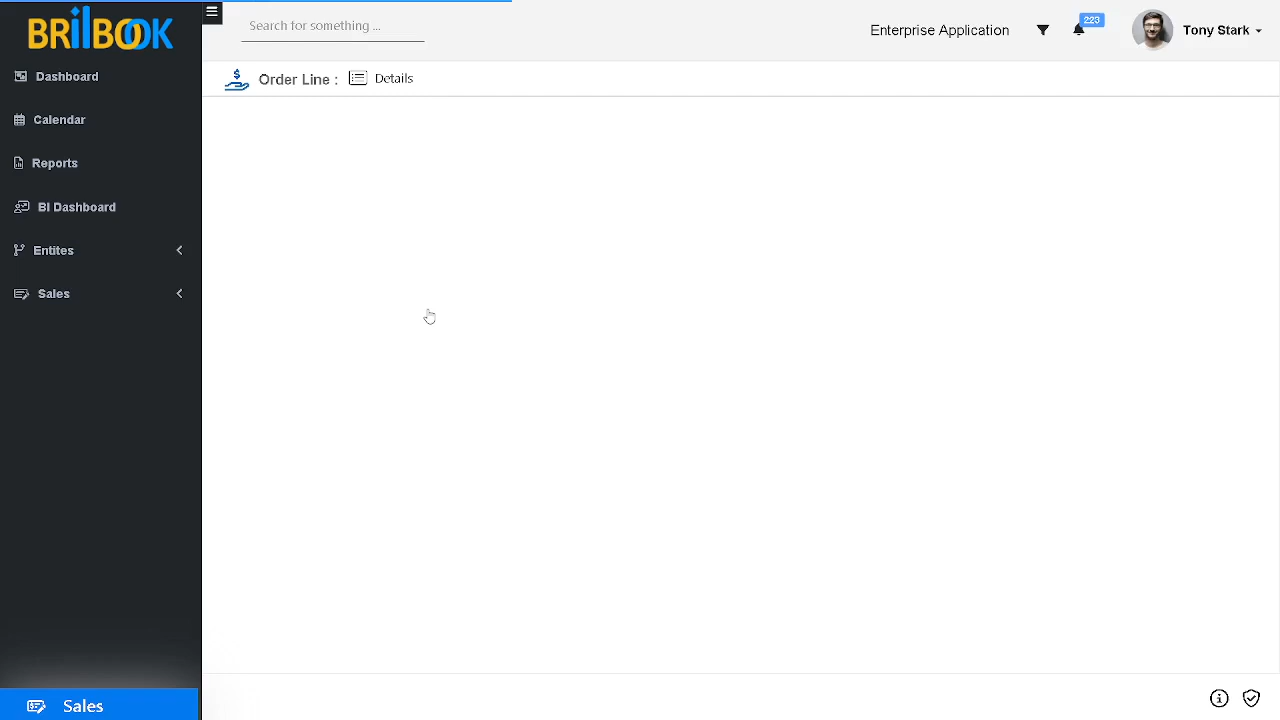 BRILBOOK
Search for something ...
Enterprise Application
223
Tony Stark
Dashboard
Order Line :
Details
Calendar
Reports
BI Dashboard
Entites
Sales
Sales